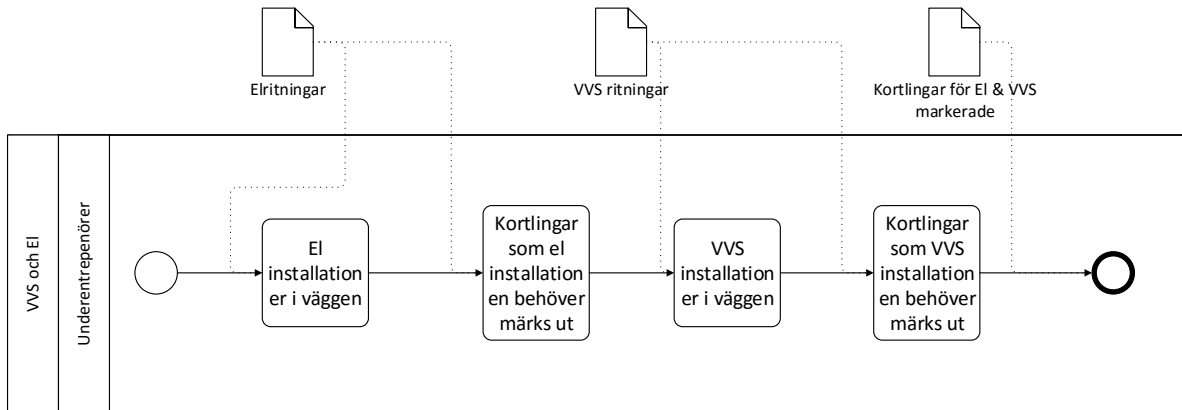 Elritningar
VVS ritningar
Kortlingar för El & VVS
markerade
VVS och El
Underentrepenörer
El
installation
er i väggen
Kortlingar
som el
installation
en behöver
märks ut
VVS
installation
er i väggen
Kortlingar
som VVS
installation
en behöver
märks ut